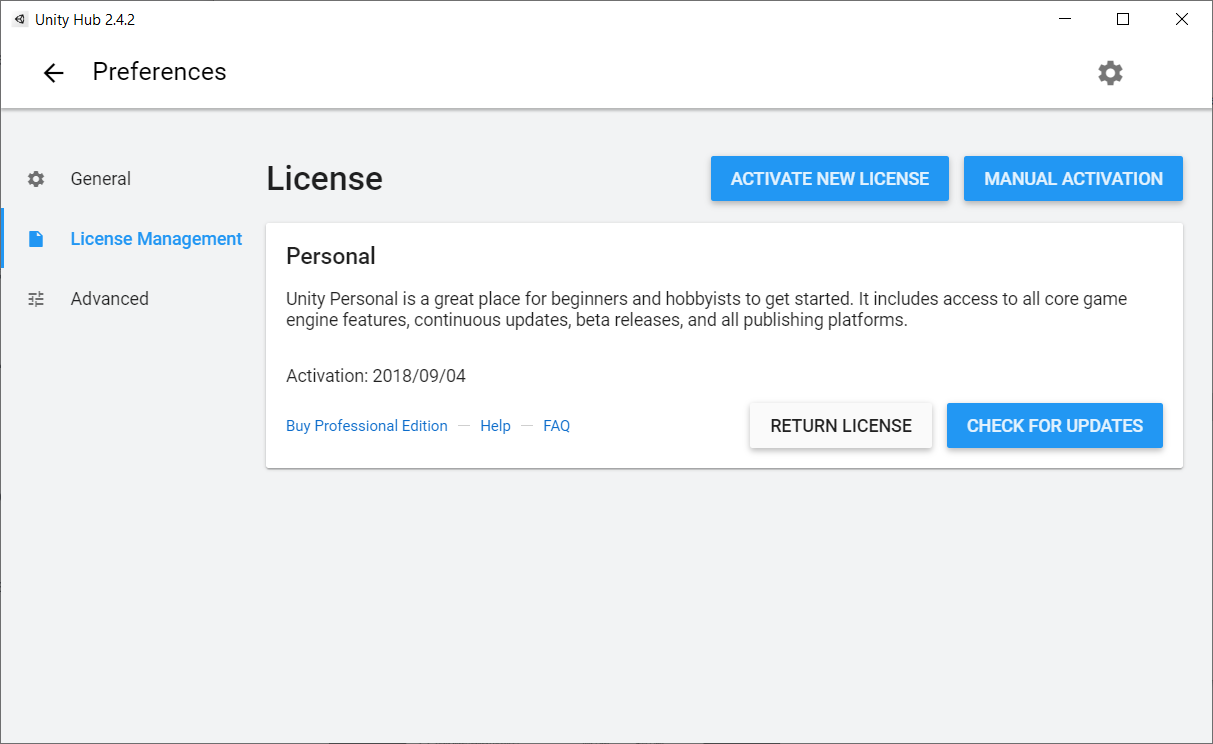 Unity Hub 2.4.2
Preferences
General
License Management
Advanced
License
ACTIVATE NEW LICENSE
MANUAL ACTIVATION
Personal
Unity Personal is a great place for beginners and hobbyists to get started. It includes access to all core game
engine features, continuous updates, beta releases, and all publishing platforms.
Activation: 2018/09/04
Buy Professional Edition — Help — FAQ
RETURN LICENSE
CHECK FOR UPDATES